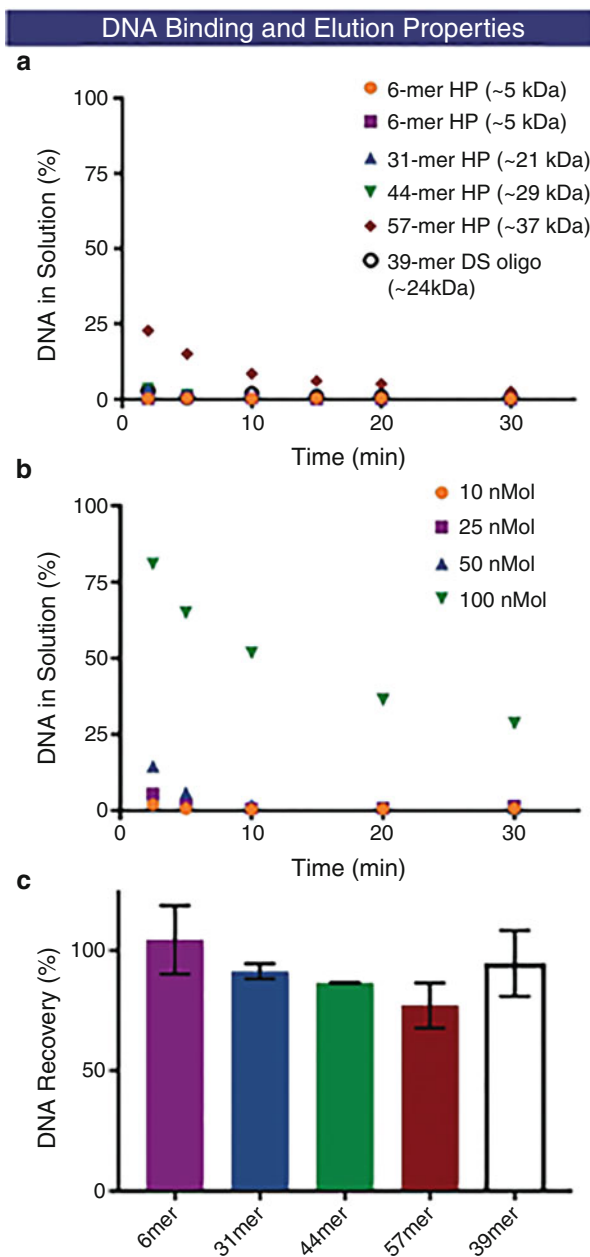 DNA Binding and Elution Properties
a
100
75
50
25
0
DNA in Solution (%)
6-mer HP (~5 kDa)
6-mer HP (~5 kDa)
31-mer HP (~21 kDa)
44-mer HP (~29 kDa)
57-mer HP (~37 kDa)
39-mer DS oligo
(~24kDa)
0 10 20 30
Time (min)
b
100
75
50
25
0
DNA in Solution (%)
10 nMol
25 nMol
50 nMol
100 nMol
0 10 20 30
Time (min)
c
100
50
0
DNA Recovery (%)
6mer 31mer 44mer 57mer 39mer